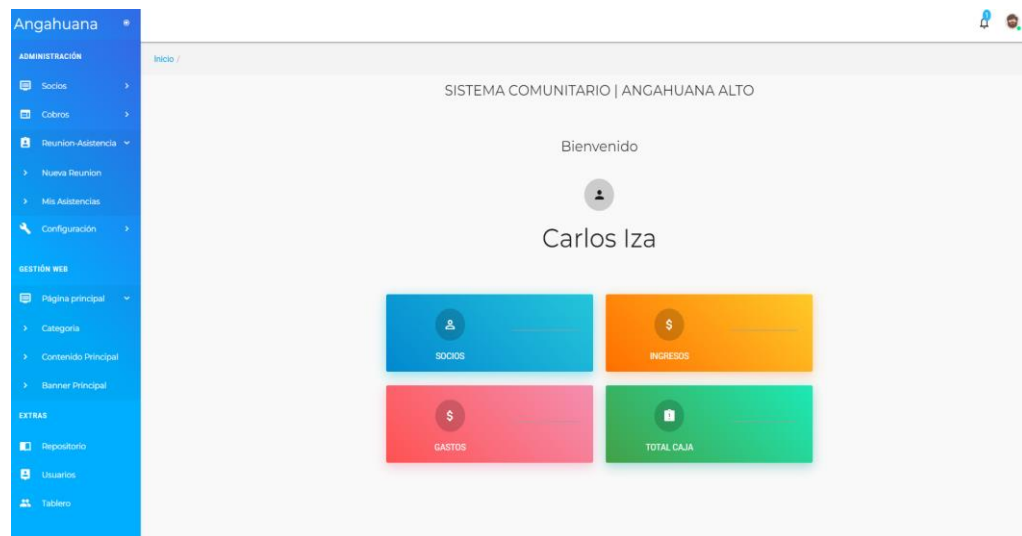 Angahuana
ADMINISTRACIÓN
Socios
Cobros
Reunion-Asistencia
Nueva Reunion
Mis Asistencias
Configuración
GESTIÓN WEB
Página principal
Categoria
Contenido Principal
Banner Principal
EXTRAS
Repositorio
Usuarios
Tablero
Inicio /
SISTEMA COMUNITARIO | ANGAHUANA ALTO
Bienvenido
Carlos Iza
SOCIOS
INGRESOS
GASTOS
TOTAL CAJA